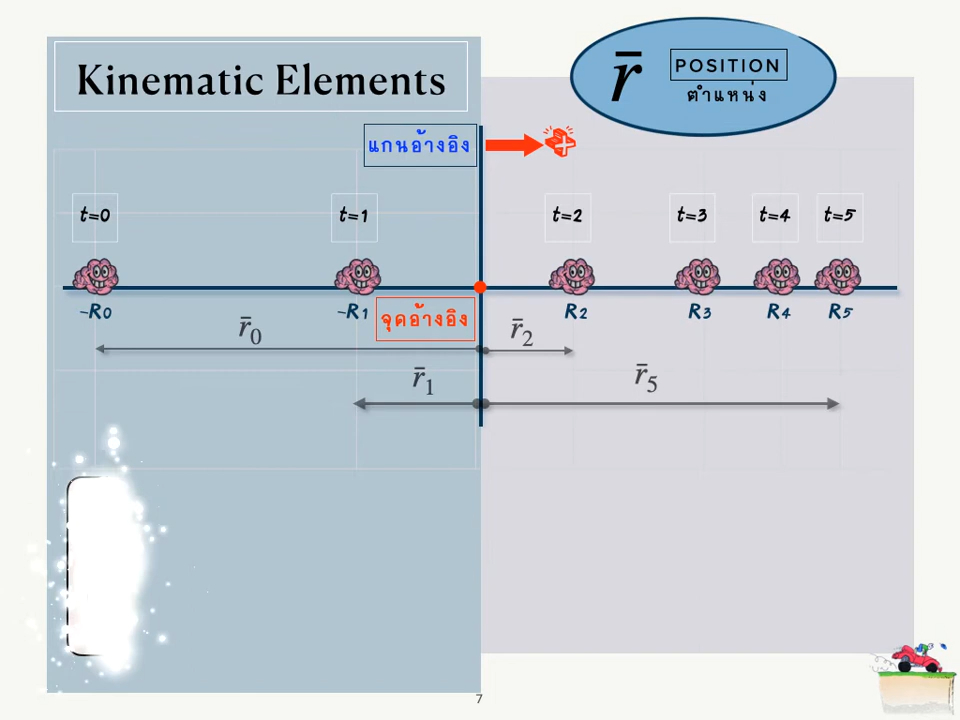 Kinematic Elements
r̄
POSITION
ตำแหน่ง
แกนอ้างอิง
t=0
t=1
t=2
t=3
t=4
t=5
-R0
-R1
R2
R3
R4
R5
จุดอ้างอิง
r̄0
r̄2
r̄1
r̄5
7